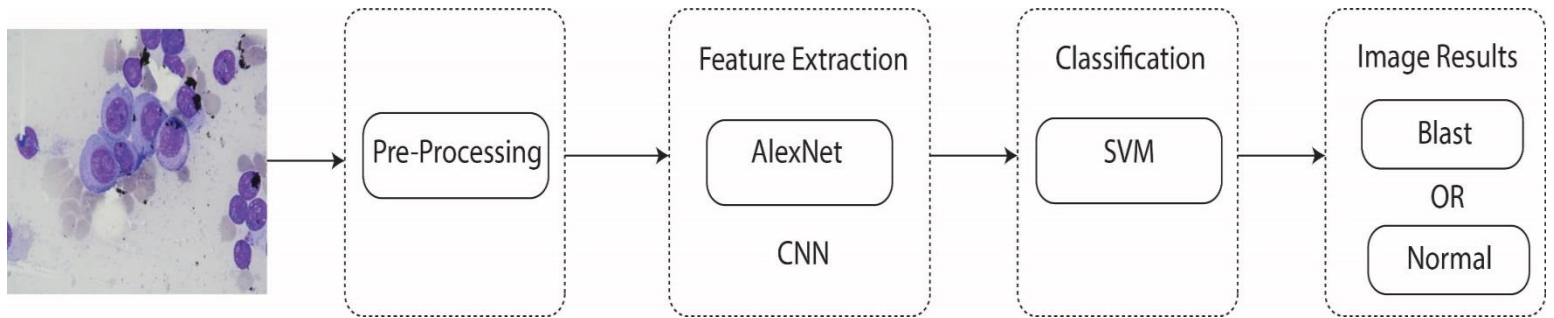 Pre-Processing
Feature Extraction
AlexNet
CNN
Classification
SVM
Image Results
Blast
OR
Normal